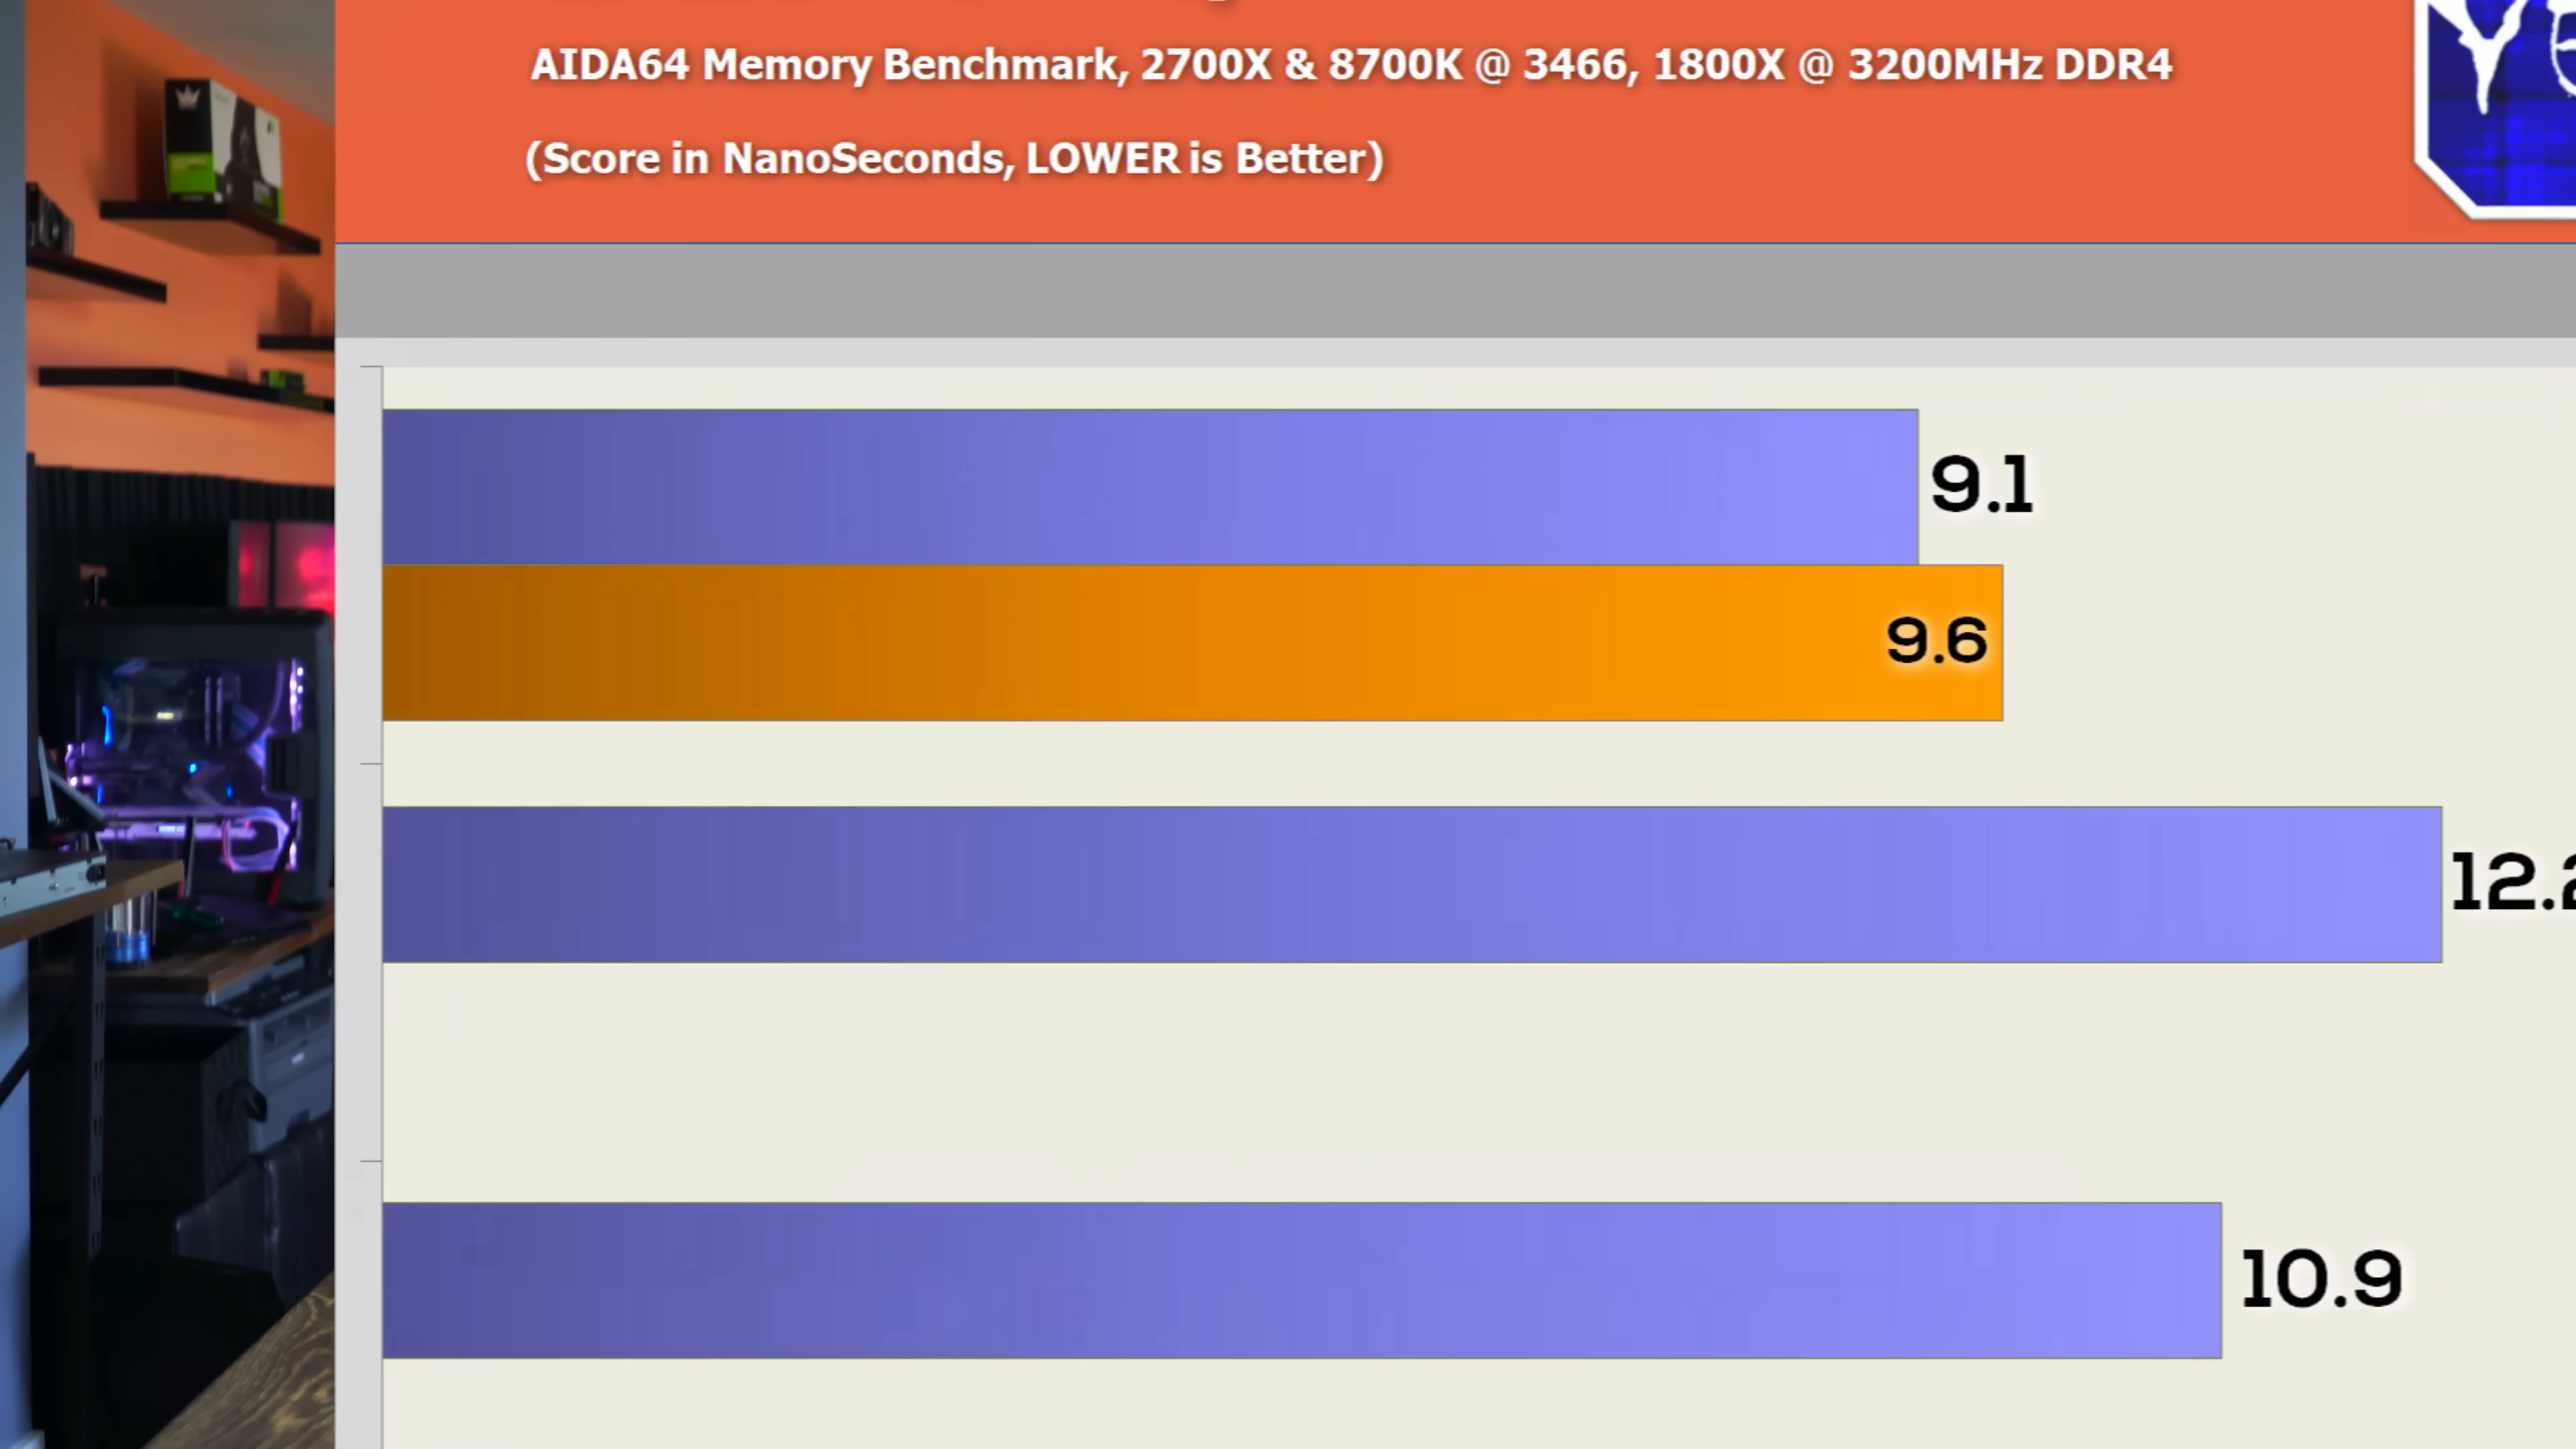 AIDA64 Memory Benchmark, 2700X & 8700K @ 3466, 1800X @ 3200MHz DDR4
(Score in NanoSeconds, LOWER is Better)
9.1
9.6
10.9